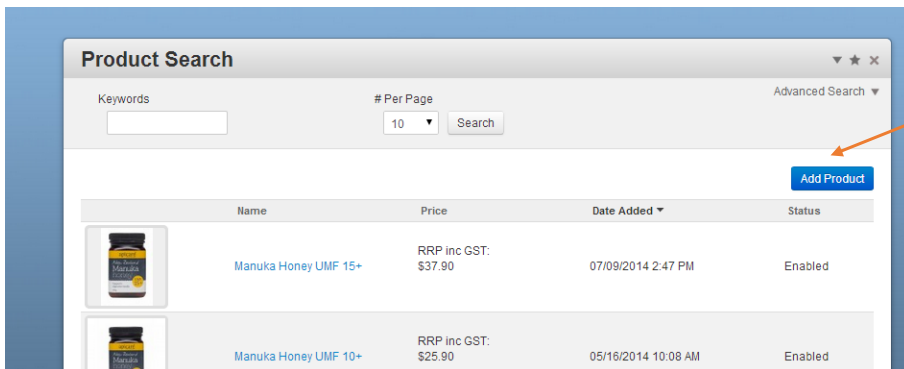 Product Search
Advanced Search
Keywords
# Per Page
10
Search
Add Product
Name Price Date Added Status
Manuka
Manuka Honey UMF 15+
RRP inc GST:
$37.90
07/09/2014 2:47 PM
Enabled
Manuka
Manuka Honey UMF 10+
RRP inc GST:
$25.90
05/16/2014 10:08 AM
Enabled